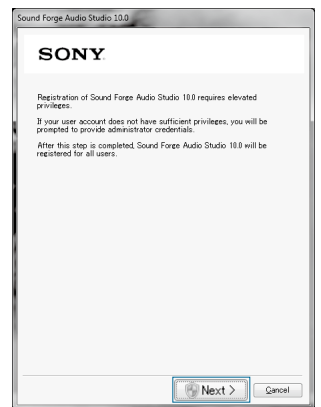 Sound Forge Audio Studio 10.0
SONY
Registration of Sound Forge Audio Studio 10.0 requires elevated
privileges.
If your user account does not have sufficient privileges, you will be
prompted to provide administrator credentials.
After this step is completed, Sound Forge Audio Studio 10.0 will be
registered for all users.
Next >
Cancel